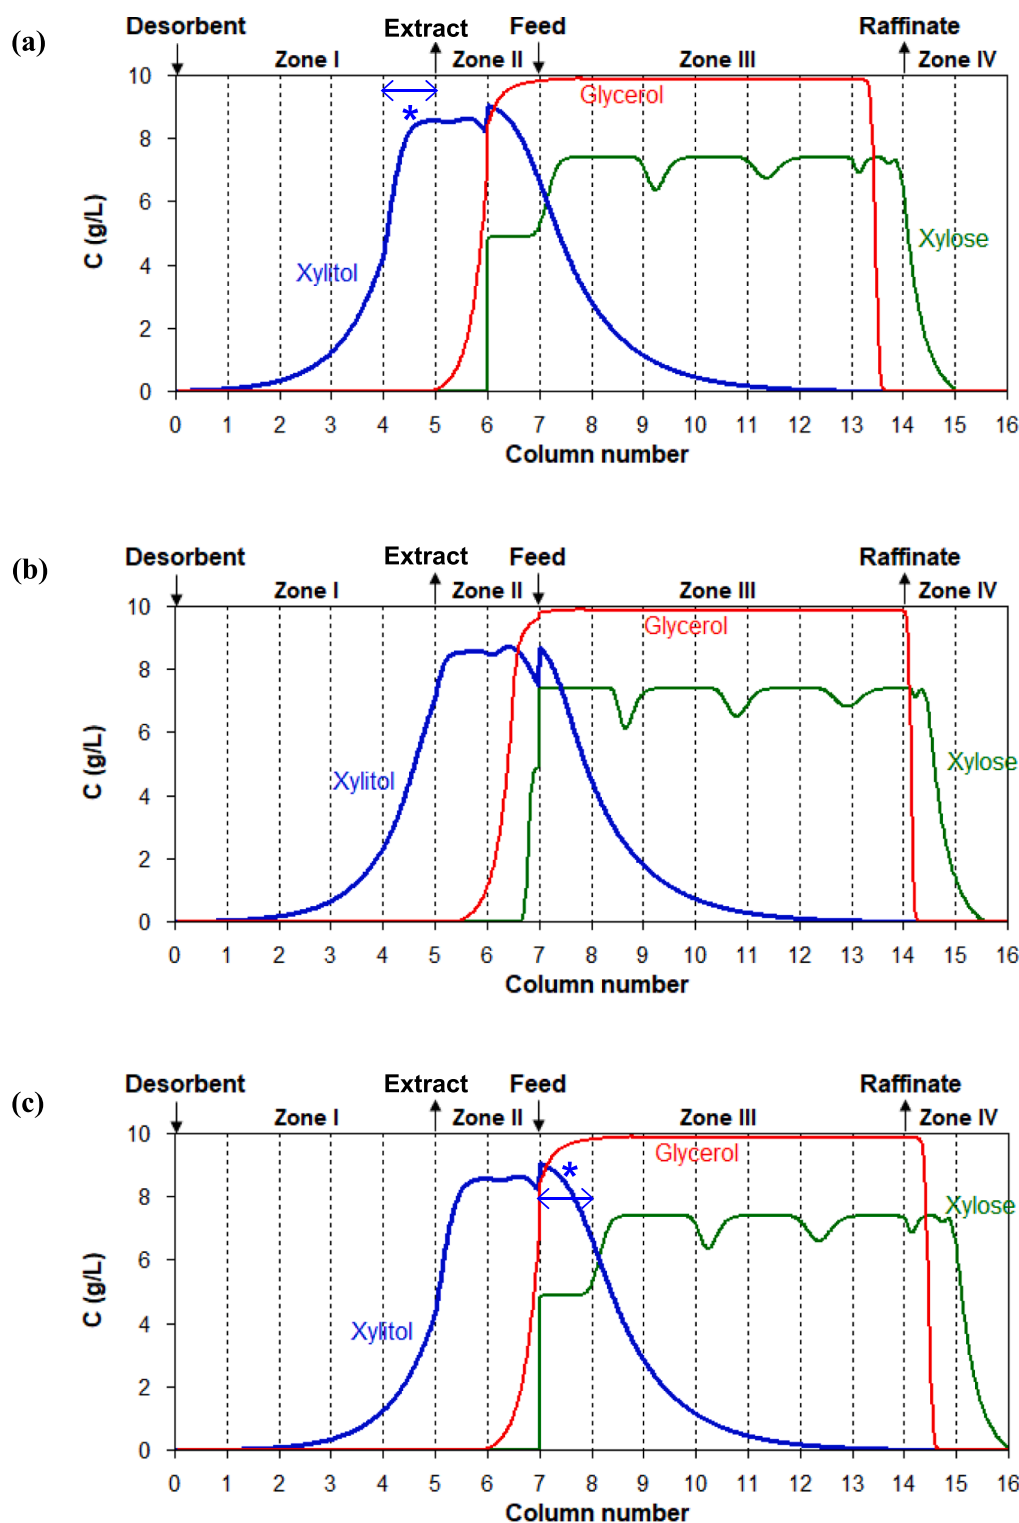 (a)
Desorbent Extract Feed Raffinate
Zone I Zone II Zone III Zone IV
10
8
6
4
2
0
C (g/L)
*
Glycerol
Xylose
Xylitol
0 1 2 3 4 5 6 7 8 9 10 11 12 13 14 15 16
Column number
(b)
Desorbent Extract Feed Raffinate
Zone I Zone II Zone III Zone IV
10
8
6
4
2
0
C (g/L)
Glycerol
Xylose
Xylitol
0 1 2 3 4 5 6 7 8 9 10 11 12 13 14 15 16
Column number
(c)
Desorbent Extract Feed Raffinate
Zone I Zone II Zone III Zone IV
10
8
6
4
2
0
C (g/L)
Glycerol
*
Xylose
Xylitol
0 1 2 3 4 5 6 7 8 9 10 11 12 13 14 15 16
Column number